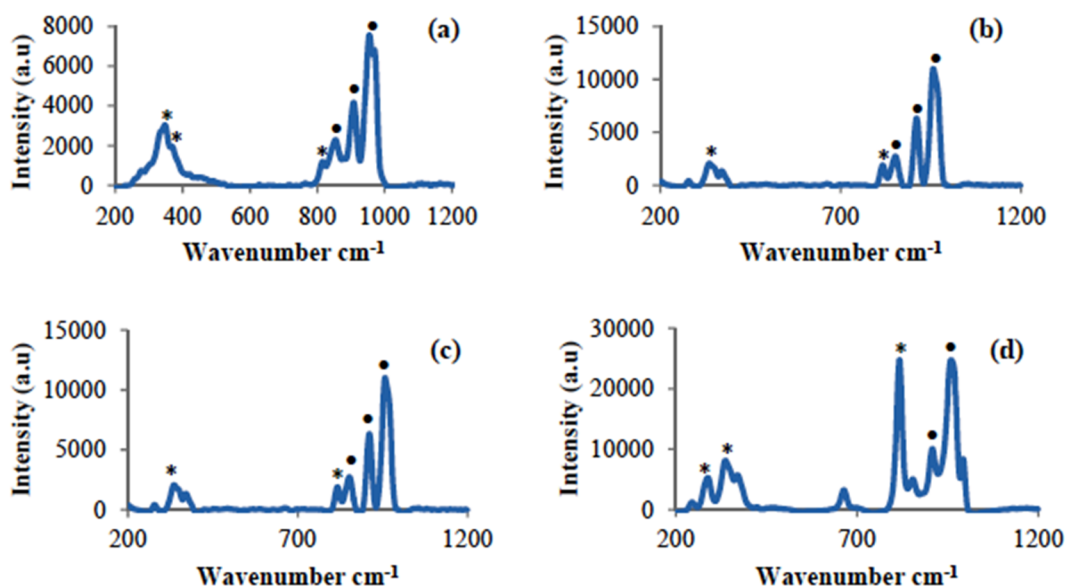 (a)
Intensity (a.u)
8000
6000
4000
2000
0
* * * • • •
200 400 600 800 1000 1200
Wavenumber cm-1
(b)
Intensity (a.u)
15000
10000
5000
0
* * • • •
200 700 1200
Wavenumber cm-1
(c)
Intensity (a.u)
15000
10000
5000
0
* * • • •
200 700 1200
Wavenumber cm-1
(d)
Intensity (a.u)
30000
20000
10000
0
* * * • •
200 700 1200
Wavenumber cm-1